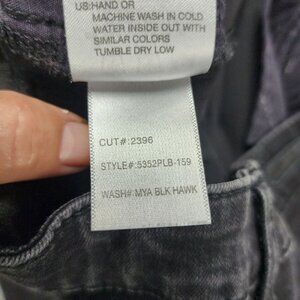 US:HAND OR
MACHINE WASH IN COLD
WATER INSIDE OUT WITH
SIMILAR COLORS
TUMBLE DRY LOW
CUT#:2396
STYLE#:5352PLB-159
WASH#:MYA BLK HAWK